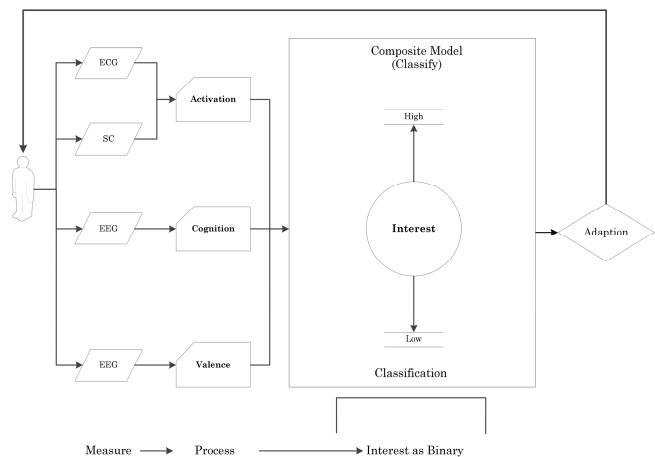 Composite Model
(Classify)
ECG
Activation
High
SC
EEG
Cognition
Interest
Adaption
Low
EEG
Valence
Classification
Measure
Process
Interest as Binary